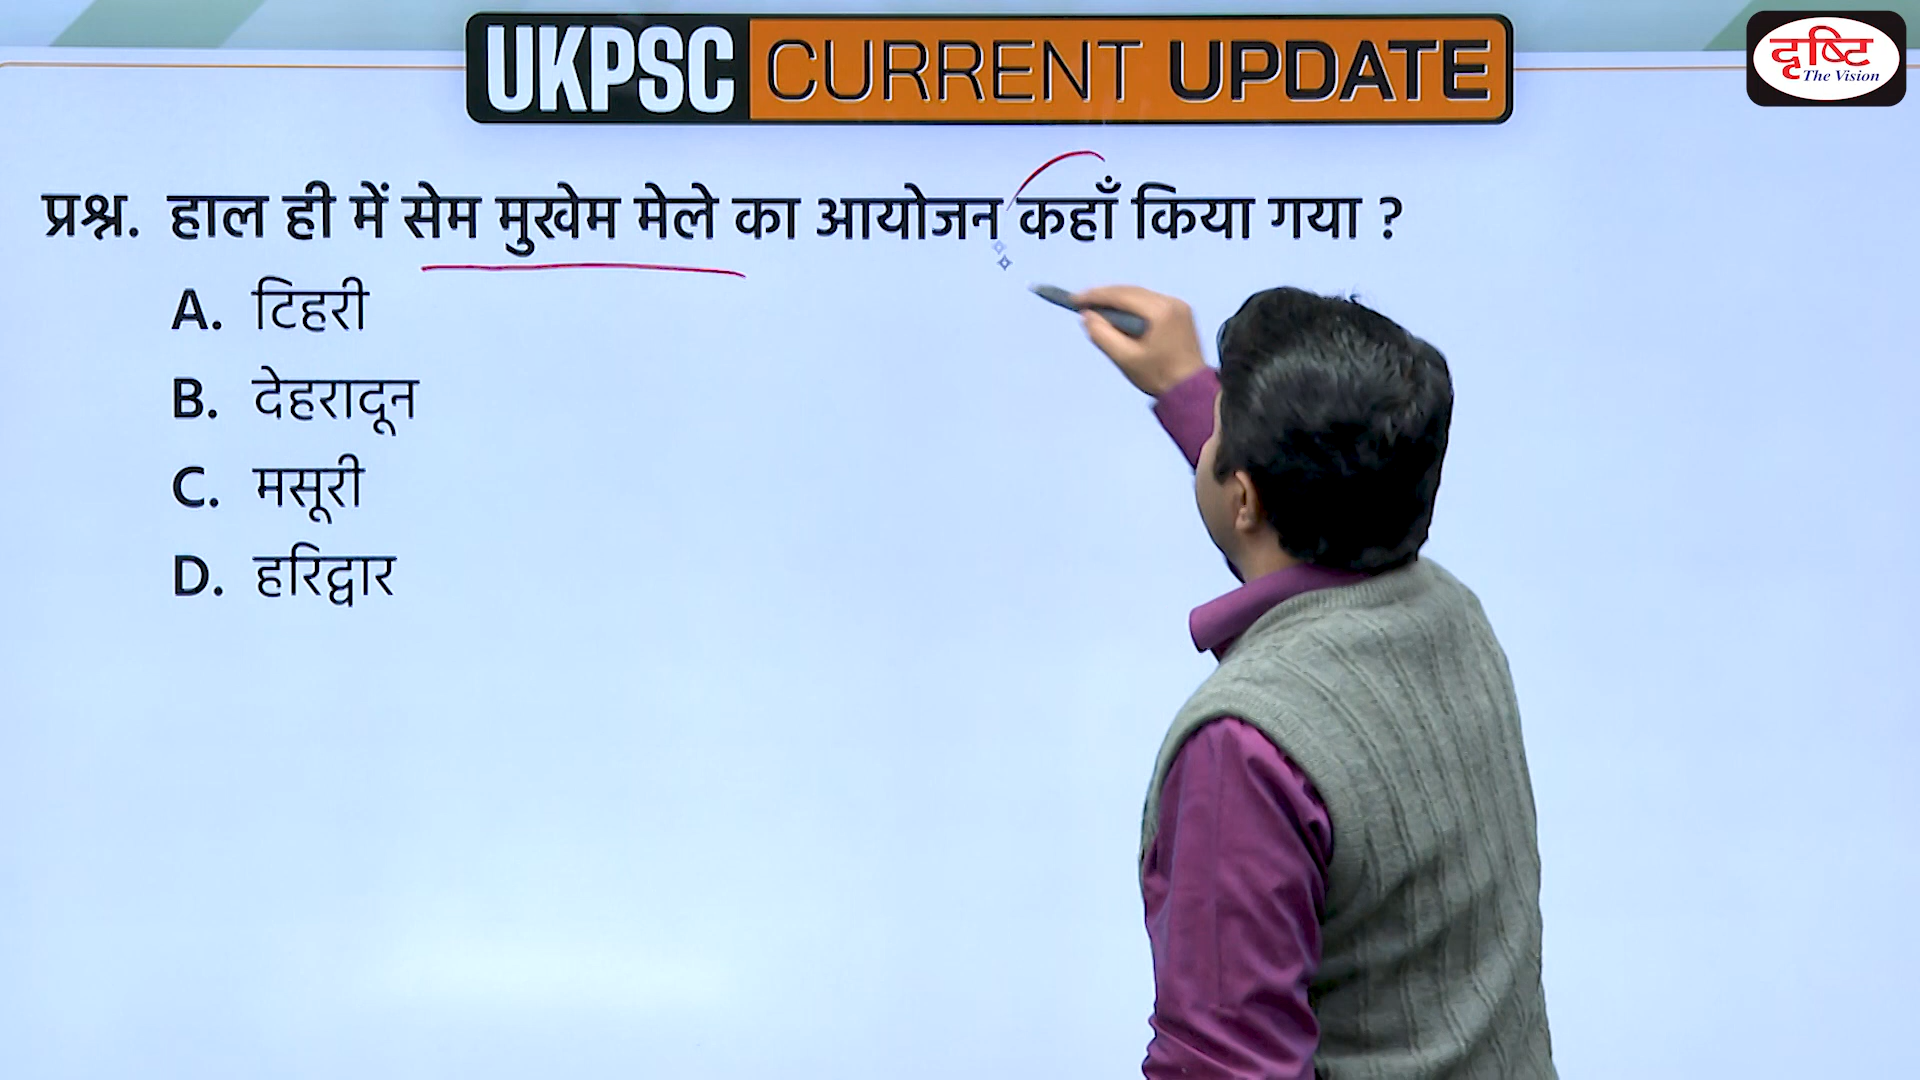 UKPSC CURRENT UPDATE
दृष्टि
The Vision
प्रश्न. हाल ही में सेम मुखेम मेले का आयोजन कहाँ किया गया ?
A. टिहरी
B. देहरादून
C. मसूरी
D. हरिद्वार